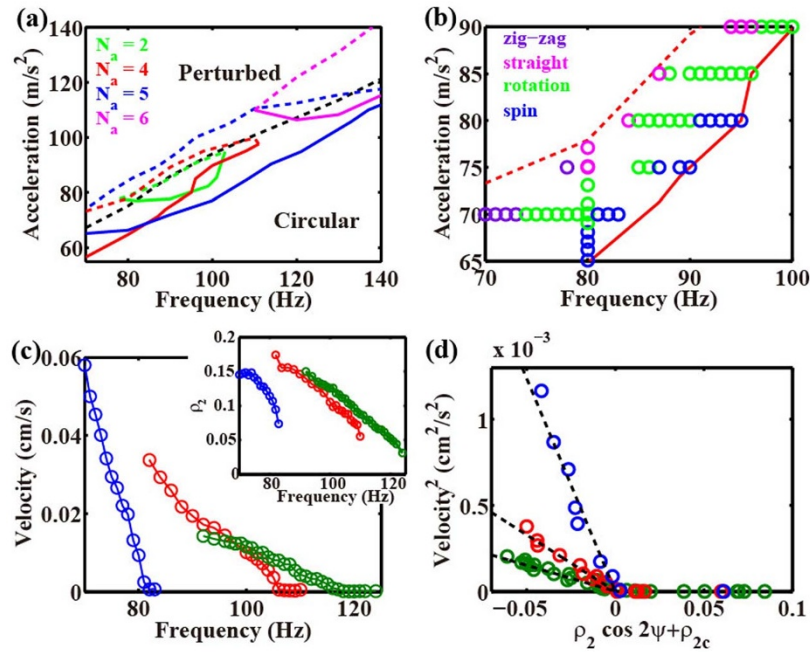 (a)
N_a = 2
N_a = 4
N_a = 5
N_a = 6
Perturbed
Circular
Acceleration (m/s²)
140
120
100
80
60
80 100 120 140
Frequency (Hz)
(b)
zig-zag
straight
rotation
spin
Acceleration (m/s²)
90
85
80
75
70
65
70 80 90 100
Frequency (Hz)
(c)
Velocity (cm/s)
0.06
0.04
0.02
0
80 100 120
Frequency (Hz)
ρ₂
0.2
0.15
0.1
0.05
80 100 120
Frequency (Hz)
(d)
x 10⁻³
Velocity² (cm²/s²)
1
0.5
0
−0.05 0 0.05 0.1
ρ₂ cos 2ψ+ρ₂c